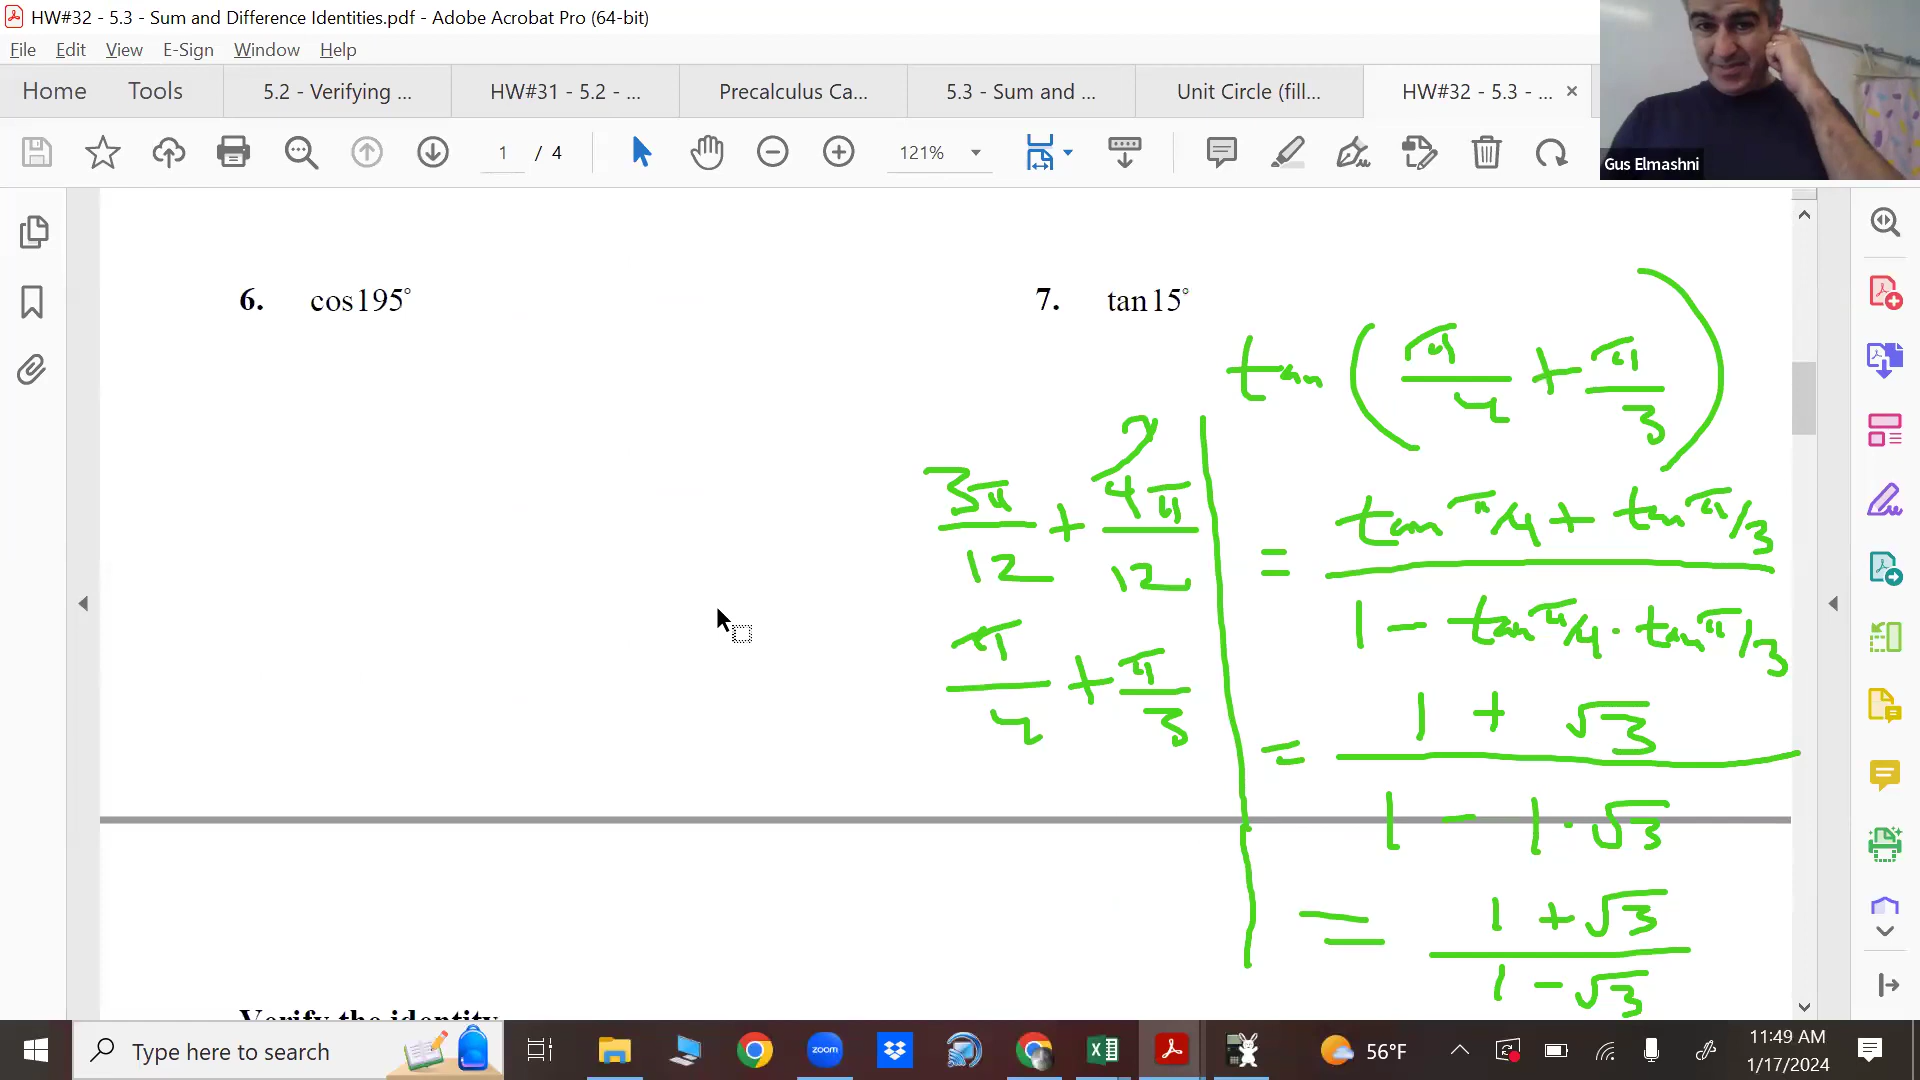 HW#32 - 5.3 - Sum and Difference Identities.pdf - Adobe Acrobat Pro (64-bit)
File Edit View E-Sign Window Help
Home Tools 5.2 - Verifying ... HW#31 - 5.2 - ... Precalculus Ca... 5.3 - Sum and ... Unit Circle (fill... HW#32 - 5.3 - ... ×
1 / 4 121%
Gus Elmashni
6. cos195° 7. tan15°
tan (π/4 + π/3)
3π/12 + 4π/12
= (tan π/4 + tan π/3)/(1 - tan π/4 · tan π/3)
π/4 + π/3
= (1 + √3)/(1 - 1·√3)
= (1 + √3)/(1 - √3)
Verify the identity
Type here to search zoom 56°F 11:49 AM
1/17/2024